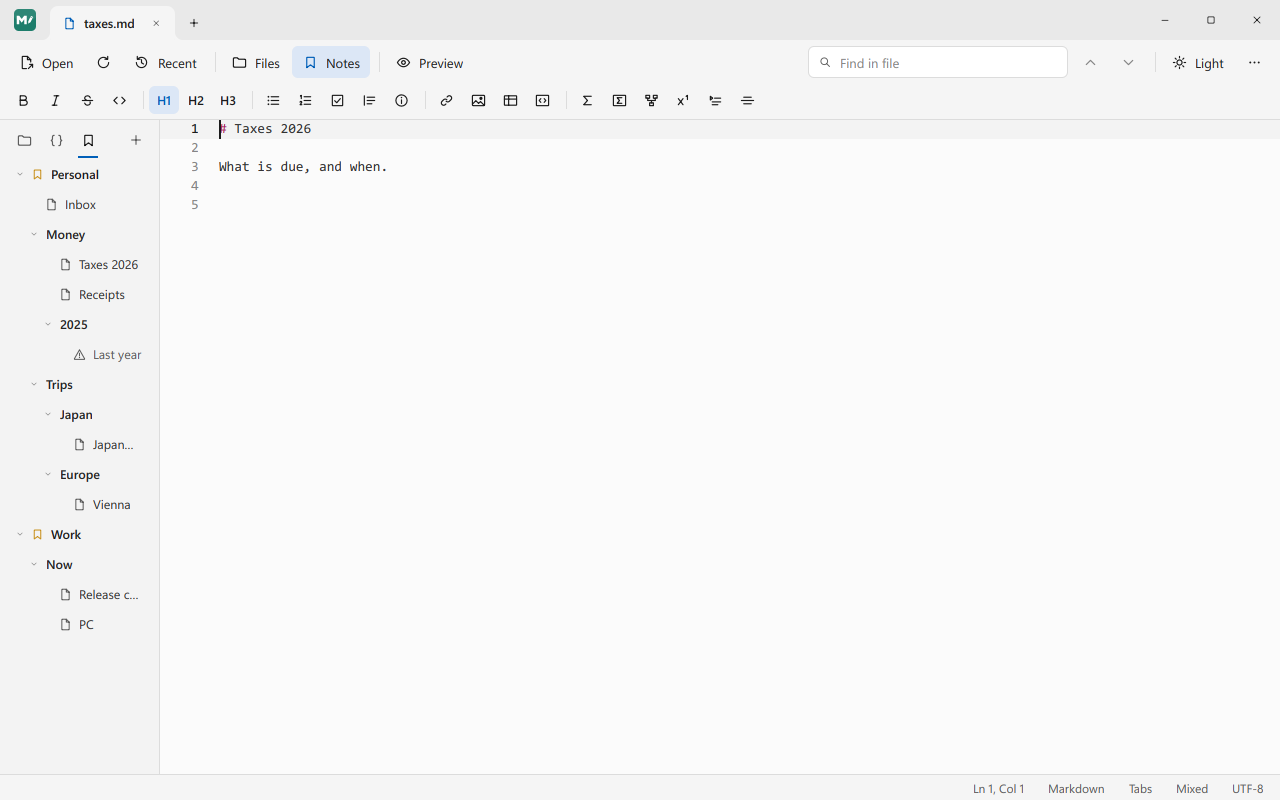 taxes.md
Open
Recent
Files
Notes
Preview
Find in file
Light
H1
H2
H3
Personal
Inbox
Money
Taxes 2026
Receipts
2025
Last year
Trips
Japan
Japan...
Europe
Vienna
Work
Now
Release c...
PC
1 # Taxes 2026
2
3 What is due, and when.
4
5
Ln 1, Col 1
Markdown
Tabs
Mixed
UTF-8